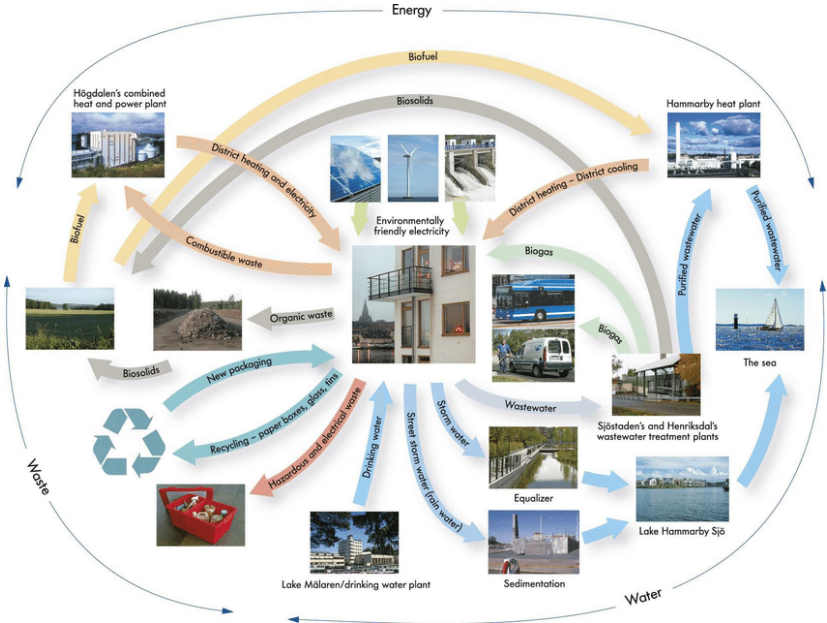 Energy
Biofuel
Högdalen's combined
heat and power plant
Biosolids
Hammarby heat plant
District heating and electricity
District heating – District cooling
Environmentally
friendly electricity
Combustible waste
Biofuel
Biogas
Purified wastewater
Purified wastewater
Organic waste
Biogas
The sea
New packaging
Biosolids
Recycling – paper boxes, glass, tins
Hazardous and electrical waste
Drinking water
Street storm water (rain water)
Storm water
Wastewater
Sjöstaden's and Henriksdal's
wastewater treatment plants
Waste
Equalizer
Lake Hammarby Sjö
Lake Mälaren/drinking water plant
Sedimentation
Water